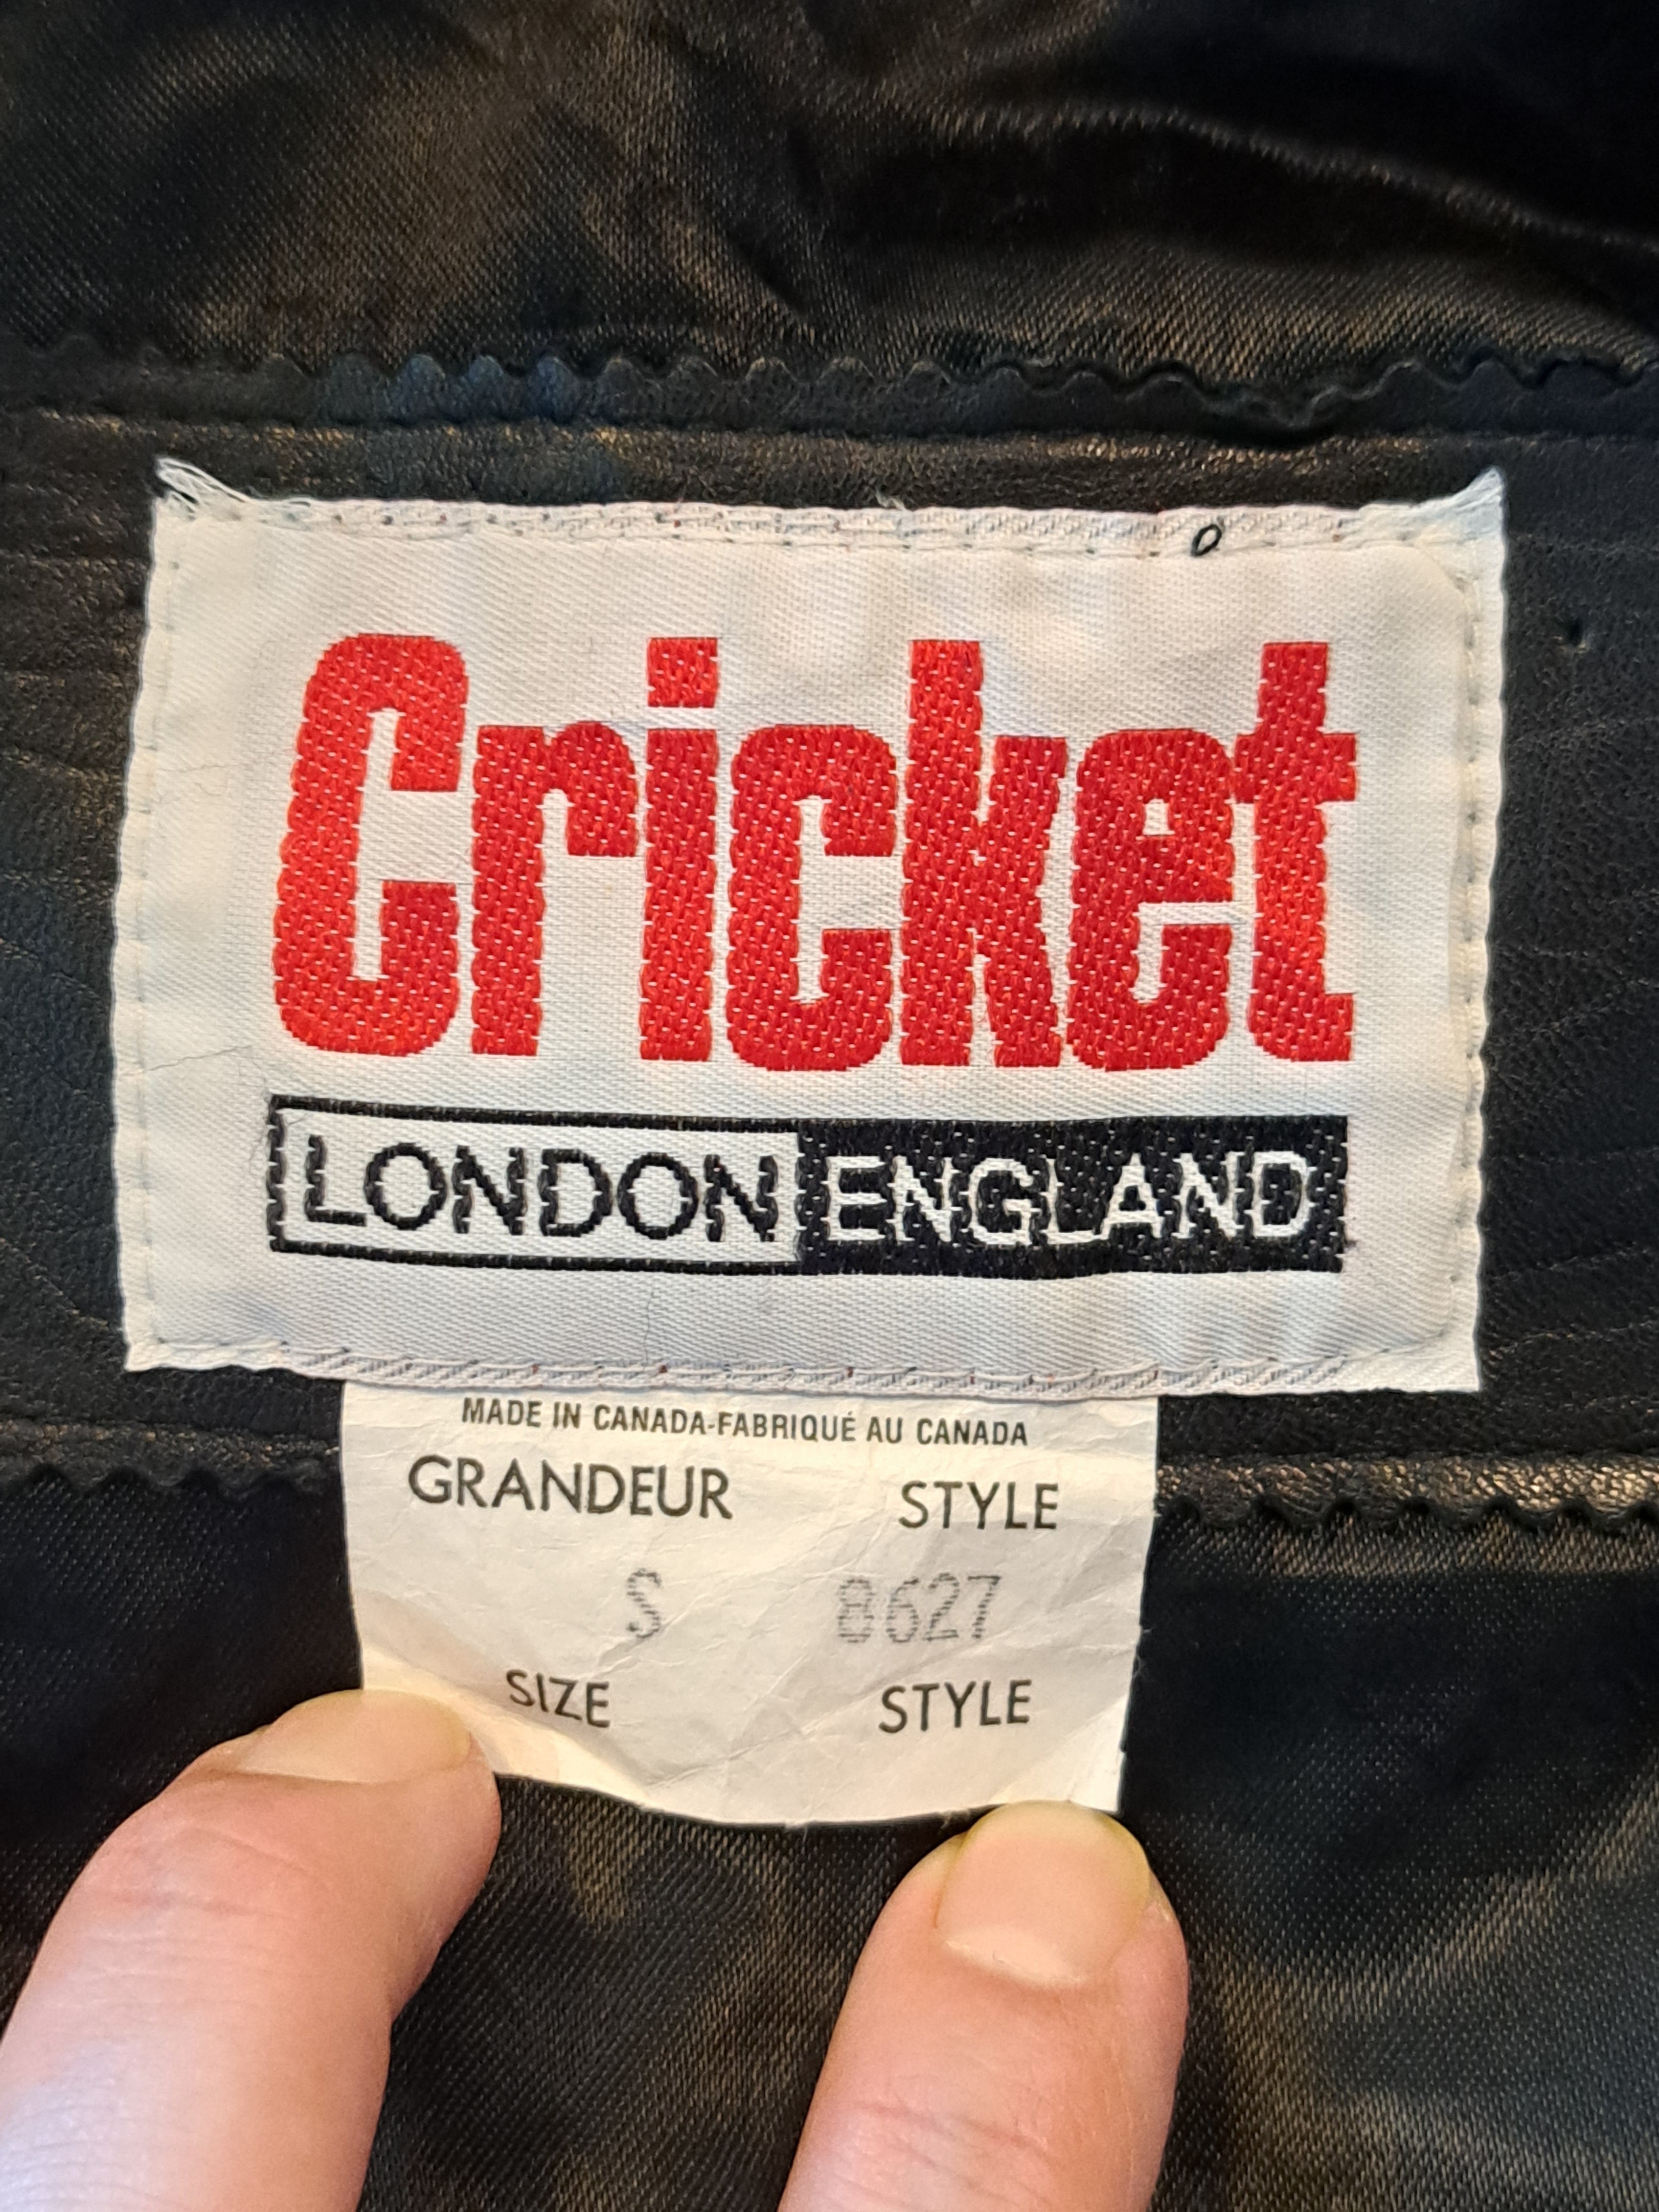 Cricket
LONDON ENGLAND
MADE IN CANADA-FABRIQUÉ AU CANADA
GRANDEUR STYLE
S 8627
SIZE STYLE